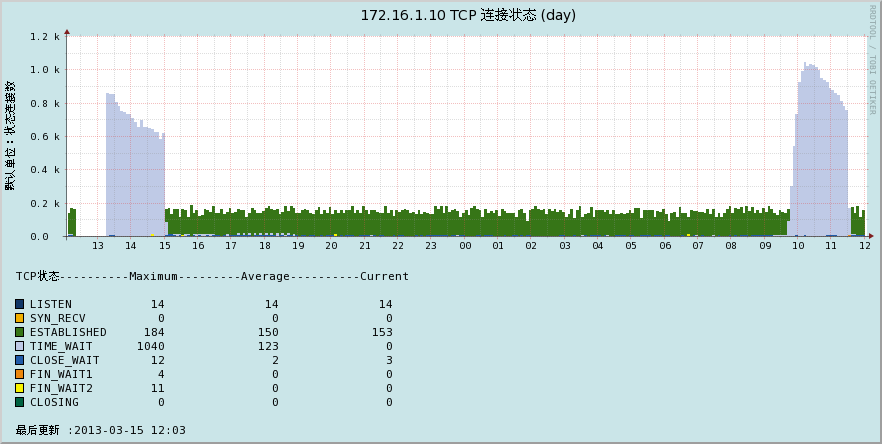 172.16.1.10 TCP 连接状态 (day)
RRDTOOL / TOBI OETIKER
默认单位：状态连接数
1.2 k
1.0 k
0.8 k
0.6 k
0.4 k
0.2 k
0.0
13 14 15 16 17 18 19 20 21 22 23 00 01 02 03 04 05 06 07 08 09 10 11 12
TCP状态----------Maximum---------Average----------Current
LISTEN 14 14 14
SYN_RECV 0 0 0
ESTABLISHED 184 150 153
TIME_WAIT 1040 123 0
CLOSE_WAIT 12 2 3
FIN_WAIT1 4 0 0
FIN_WAIT2 11 0 0
CLOSING 0 0 0
最后更新 :2013-03-15 12:03